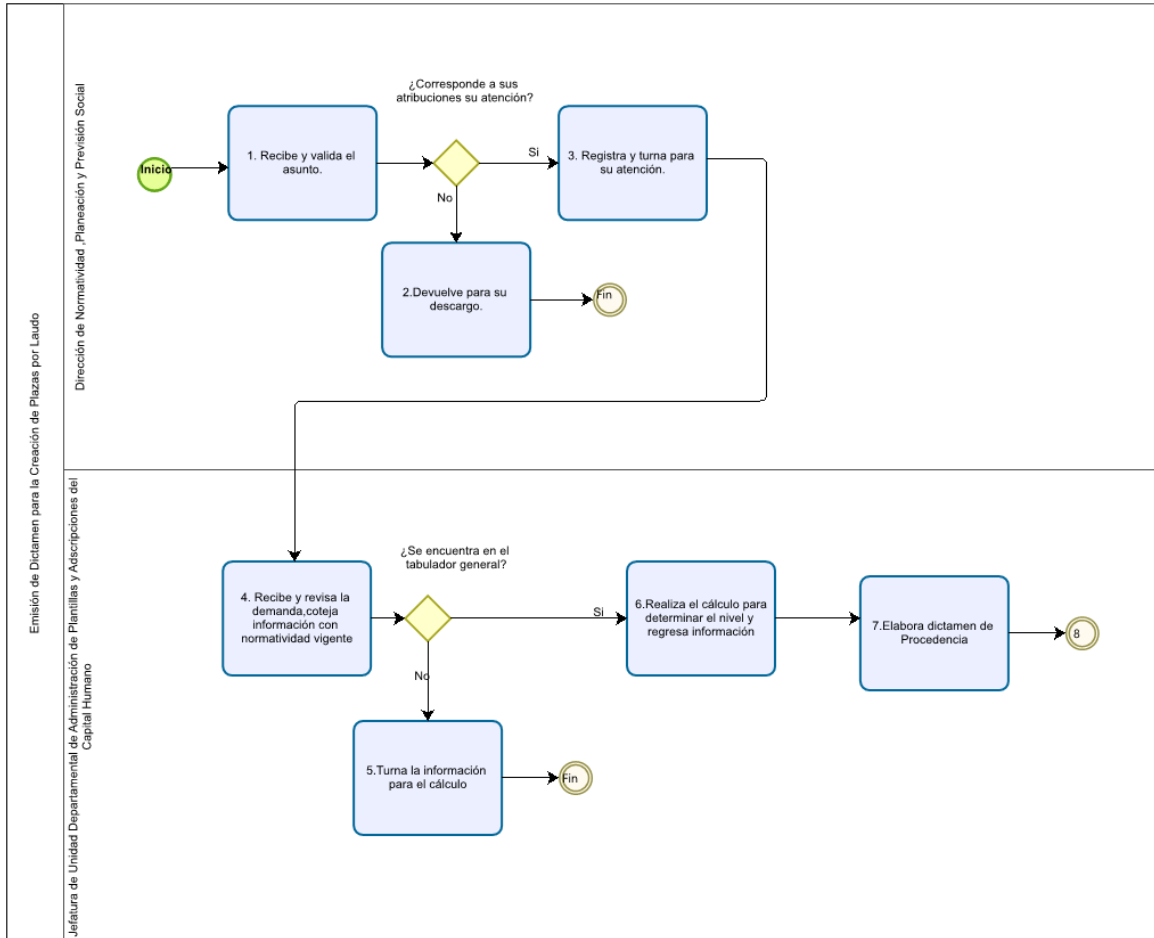 Emisión de Dictamen para la Creación de Plazas por Laudo
Dirección de Normatividad ,Planeación y Previsión Social
¿Corresponde a sus
atribuciones su atención?
Inicio
1. Recibe y valida el
asunto.
Si
3. Registra y turna para
su atención.
No
2.Devuelve para su
descargo.
Fin
Jefatura de Unidad Departamental de Administración de Plantillas y Adscripciones del
Capital Humano
¿Se encuentra en el
tabulador general?
4. Recibe y revisa la
demanda,coteja
información con
normatividad vigente
Si
6.Realiza el cálculo para
determinar el nivel y
regresa información
7.Elabora dictamen de
Procedencia
8
No
5.Turna la información
para el cálculo
Fin